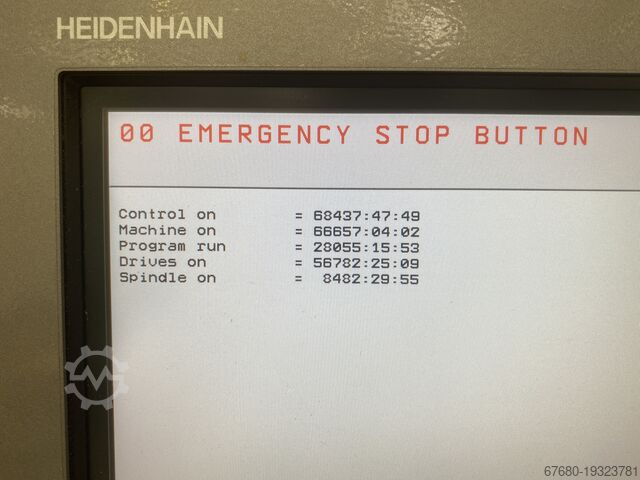 HEIDENHAIN
00 EMERGENCY STOP BUTTON
Control on = 68437:47:49
Machine on = 66657:04:02
Program run = 28055:15:53
Drives on = 56782:25:09
Spindle on = 8482:29:55
67680-19323781